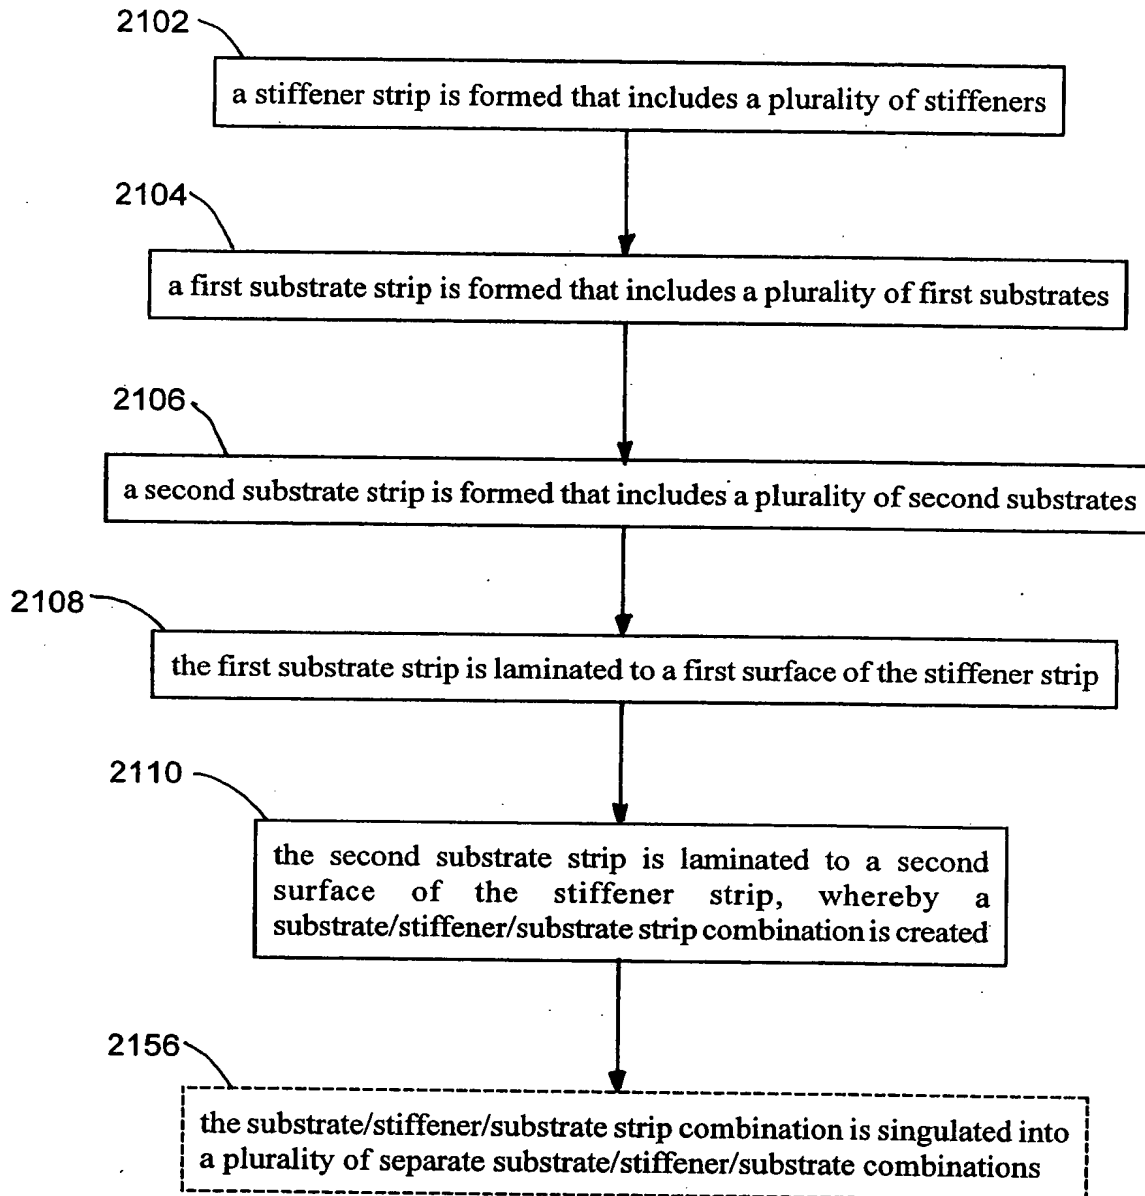 2102
a stiffener strip is formed that includes a plurality of stiffeners
2104
a first substrate strip is formed that includes a plurality of first substrates
2106
a second substrate strip is formed that includes a plurality of second substrates
2108
the first substrate strip is laminated to a first surface of the stiffener strip
2110
the second substrate strip is laminated to a second
surface of the stiffener strip, whereby a
substrate/stiffener/substrate strip combination is created
2156
the substrate/stiffener/substrate strip combination is singulated into
a plurality of separate substrate/stiffener/substrate combinations